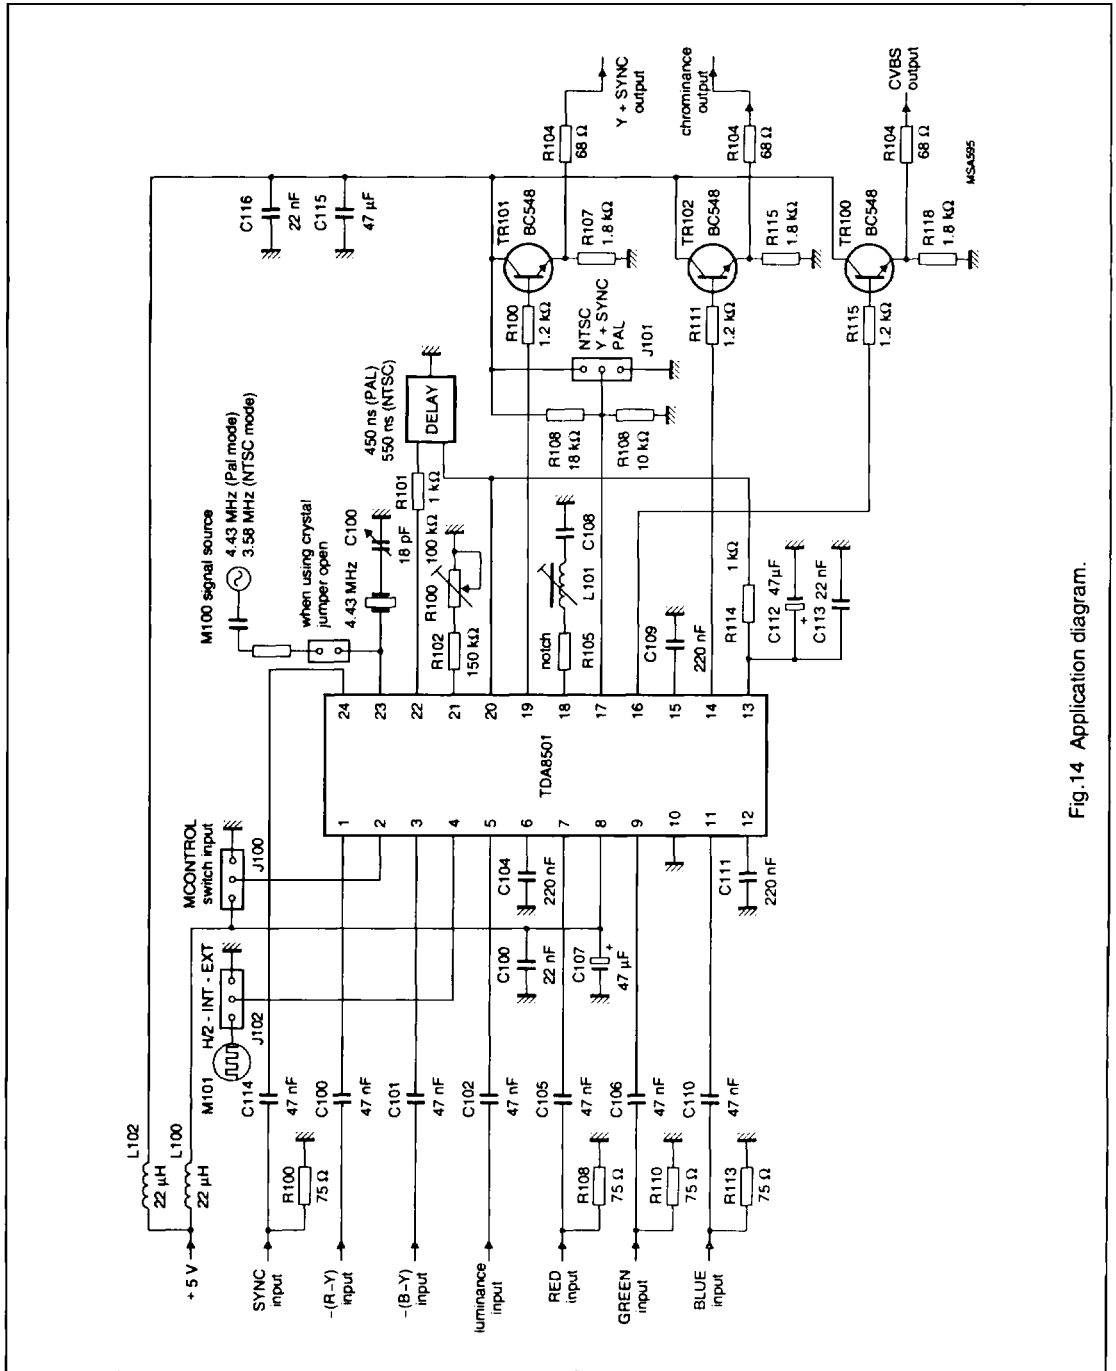 + 5 V
L102
22 µH
L100
22 µH
SYNC
input
R100
75 Ω
C114
47 nF
–(R–Y)
input
C100
47 nF
–(B–Y)
input
C101
47 nF
luminance
input
C102
47 nF
RED
input
R108
75 Ω
C105
47 nF
GREEN
input
R110
75 Ω
C106
47 nF
BLUE
input
R113
75 Ω
C110
47 nF
M101
H/2 - INT - EXT
J102
MCONTROL
switch input
J100
C100
22 nF
C107
47 µF
+
C104
220 nF
C111
220 nF
1
2
3
4
5
6
7
8
9
10
11
12
TDA8501
24
23
22
21
20
19
18
17
16
15
14
13
M100 signal source
4.43 MHz (Pal mode)
3.58 MHz (NTSC mode)
when using crystal
jumper open
4.43 MHz
C100
18 pF
R101
1 kΩ
450 ns (PAL)
550 ns (NTSC)
DELAY
R102
150 kΩ
R100
100 kΩ
notch
R105
L101
C108
C109
220 nF
R114
1 kΩ
C112
47µF
+
C113
22 nF
R108
18 kΩ
R108
10 kΩ
NTSC
Y + SYNC
PAL
J101
C116
22 nF
C115
47 µF
R100
1.2 kΩ
TR101
BC548
R107
1.8 kΩ
R104
68 Ω
Y + SYNC
output
R111
1.2 kΩ
TR102
BC548
R115
1.8 kΩ
R104
68 Ω
chrominance
output
R115
1.2 kΩ
TR100
BC548
R118
1.8 kΩ
R104
68 Ω
CVBS
output
MSA595
Fig.14 Application diagram.